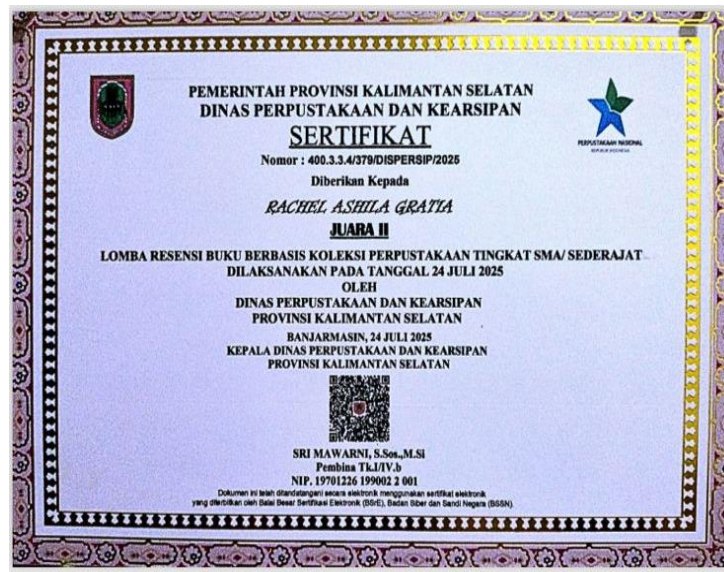 PEMERINTAH PROVINSI KALIMANTAN SELATAN
DINAS PERPUSTAKAAN DAN KEARSIPAN
SERTIFIKAT
Nomor : 400.3.3.4/379/DISPERSIP/2025
PERPUSTAKAAN NASIONAL
REPUBLIK INDONESIA
Diberikan Kepada
RACHEL ASHILA GRATIA
JUARA II
LOMBA RESENSI BUKU BERBASIS KOLEKSI PERPUSTAKAAN TINGKAT SMA/ SEDERAJAT
DILAKSANAKAN PADA TANGGAL 24 JULI 2025
OLEH
DINAS PERPUSTAKAAN DAN KEARSIPAN
PROVINSI KALIMANTAN SELATAN
BANJARMASIN, 24 JULI 2025
KEPALA DINAS PERPUSTAKAAN DAN KEARSIPAN
PROVINSI KALIMANTAN SELATAN
SRI MAWARNI, S.Sos.,M.Si
Pembina Tk.I/IV.b
NIP. 19701226 199002 2 001
Dokumen ini telah ditandatangani secara elektronik menggunakan sertifikat elektronik
yang diterbitkan oleh Balai Besar Sertifikasi Elektronik (BSrE), Badan Siber dan Sandi Negara (BSSN).